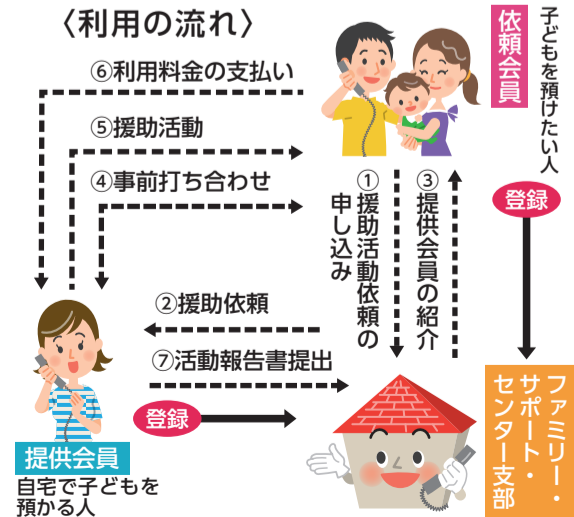 〈利用の流れ〉
子どもを預けたい人
依頼会員
⑥利用料金の支払い
⑤援助活動
④事前打ち合わせ
①援助活動依頼の
申し込み
③提供会員の紹介
登録
②援助依頼
⑦活動報告書提出
登録
提供会員
自宅で子どもを
預かる人
ファミリー・
サポート・
センター支部